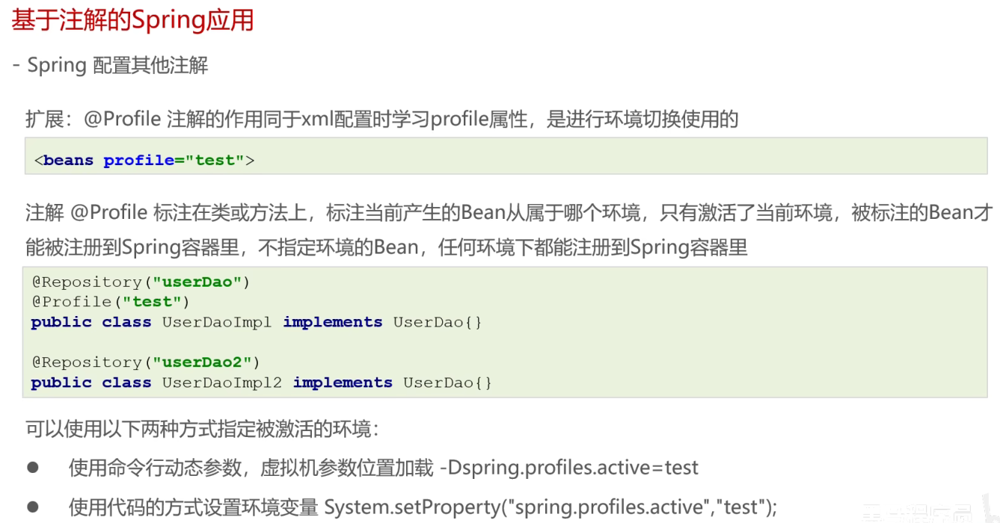 基于注解的Spring应用
- Spring 配置其他注解
扩展：@Profile 注解的作用同于xml配置时学习profile属性，是进行环境切换使用的
<beans profile="test">
注解 @Profile 标注在类或方法上，标注当前产生的Bean从属于哪个环境，只有激活了当前环境，被标注的Bean才
能被注册到Spring容器里，不指定环境的Bean，任何环境下都能注册到Spring容器里
@Repository("userDao")
@Profile("test")
public class UserDaoImpl implements UserDao{}
@Repository("userDao2")
public class UserDaoImpl2 implements UserDao{}
可以使用以下两种方式指定被激活的环境：
● 使用命令行动态参数，虚拟机参数位置加载 -Dspring.profiles.active=test
● 使用代码的方式设置环境变量 System.setProperty("spring.profiles.active","test");